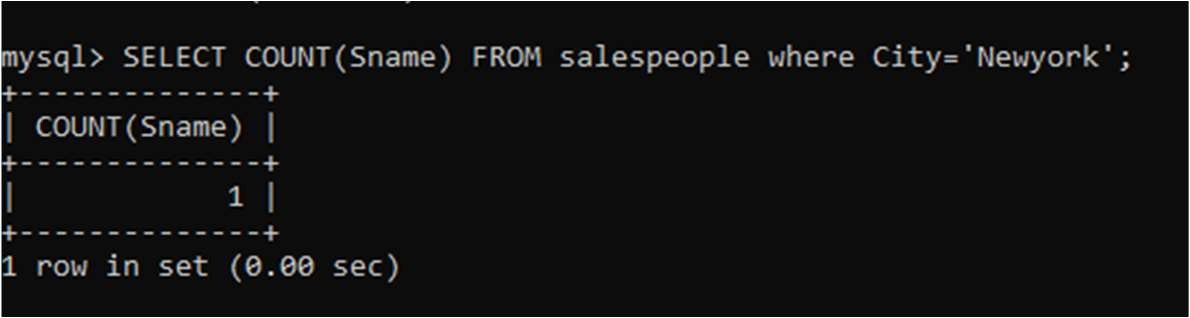 mysql> SELECT COUNT(Sname) FROM salespeople where City='Newyork';
+--------------+
| COUNT(Sname) |
+--------------+
|            1 |
+--------------+
1 row in set (0.00 sec)